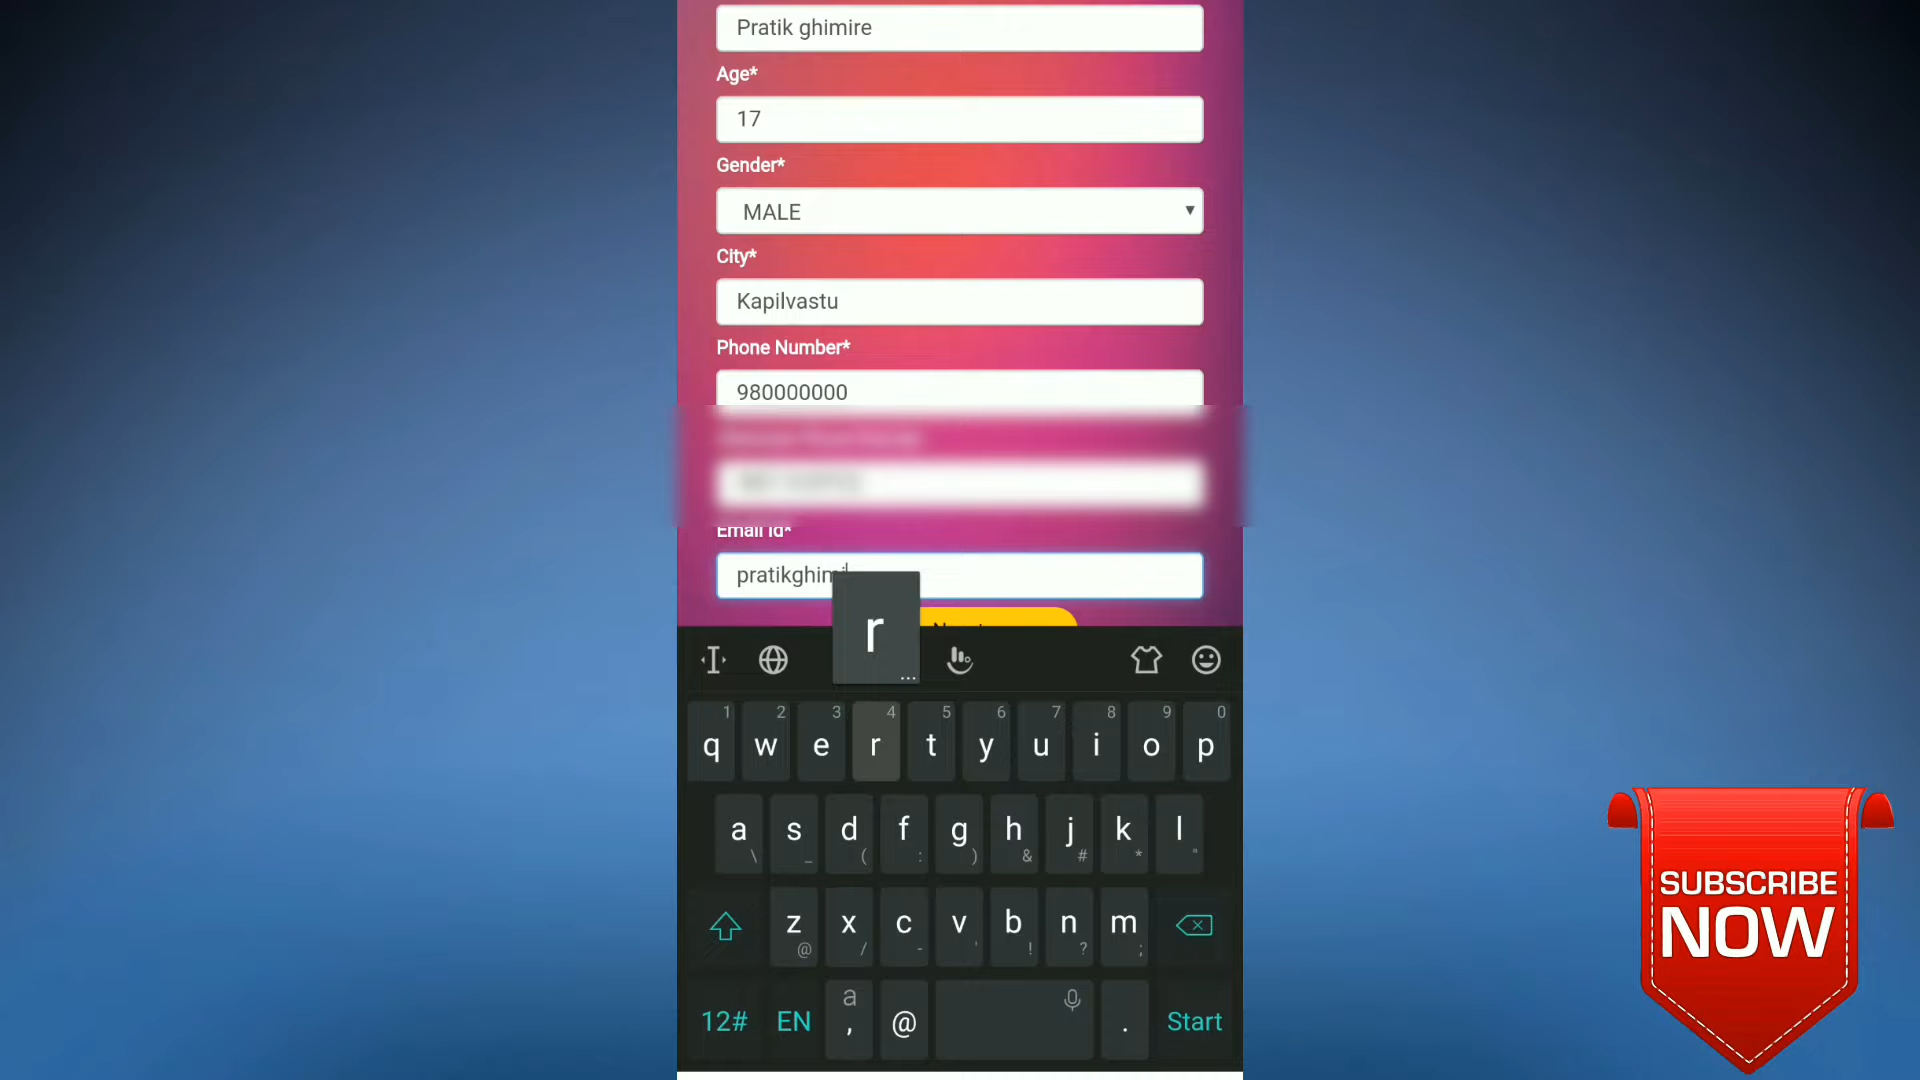 Pratik ghimire
Age*
17
Gender*
MALE
City*
Kapilvastu
Phone Number*
980000000
Email Id*
pratikghimi
r
...
1 2 3 4 5 6 7 8 9 0
q w e r t y u i o p
a s d f g h j k l
\ _ ( : ) & # * "
z x c v b n m
@ / - ' ! ? ;
12# EN a , @ . Start
SUBSCRIBE
NOW